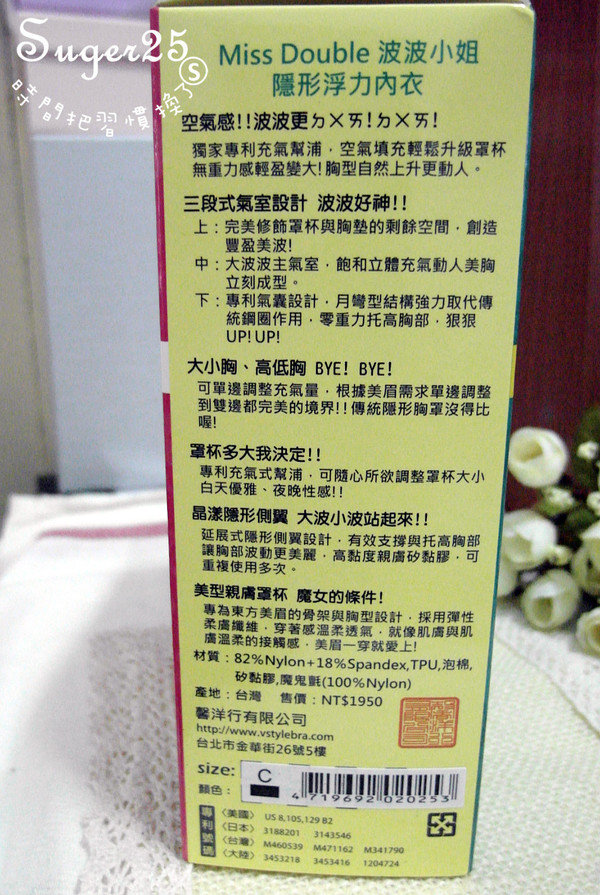 Suger25
時間把習慣換了
S
Miss Double 波波小姐
隱形浮力內衣
空氣感!!波波更ㄉㄨㄞ!ㄉㄨㄞ!
獨家專利充氣幫浦，空氣填充輕鬆升級罩杯
無重力感輕盈變大!胸型自然上升更動人。
三段式氣室設計 波波好神!!
上：完美修飾罩杯與胸墊的剩餘空間，創造
豐盈美波!
中：大波波主氣室，飽和立體充氣動人美胸
立刻成型。
下：專利氣囊設計，月彎型結構強力取代傳
統鋼圈作用，零重力托高胸部，狠狠
UP! UP!
大小胸、高低胸 BYE! BYE!
可單邊調整充氣量，根據美眉需求單邊調整
到雙邊都完美的境界!!傳統隱形胸罩沒得比
喔!
罩杯多大我決定!!
專利充氣式幫浦，可隨心所欲調整罩杯大小
白天優雅、夜晚性感!!
晶漾隱形側翼 大波小波站起來!!
延展式隱形側翼設計，有效支撐與托高胸部
讓胸部波動更美麗，高黏度親膚矽黏膠，可
重複使用多次。
美型親膚罩杯 魔女的條件!
專為東方美眉的骨架與胸型設計，採用彈性
柔膚纖維，穿著感溫柔透氣，就像肌膚與肌
膚溫柔的接觸感，美眉一穿就愛上!
材質：82%Nylon+18%Spandex,TPU,泡棉,
矽黏膠,魔鬼氈(100%Nylon)
產地：台灣 售價：NT$1950
馨洋行有限公司
http://www.vstylebra.com
台北市金華街26號5樓
size: C
顏色：
4 719692 020253
專利號碼
〈美國〉 US 8,105,129 B2
〈日本〉 3188201 3143546
〈台灣〉 M460539 M471162 M341790
〈大陸〉 3453218 3453416 1204724